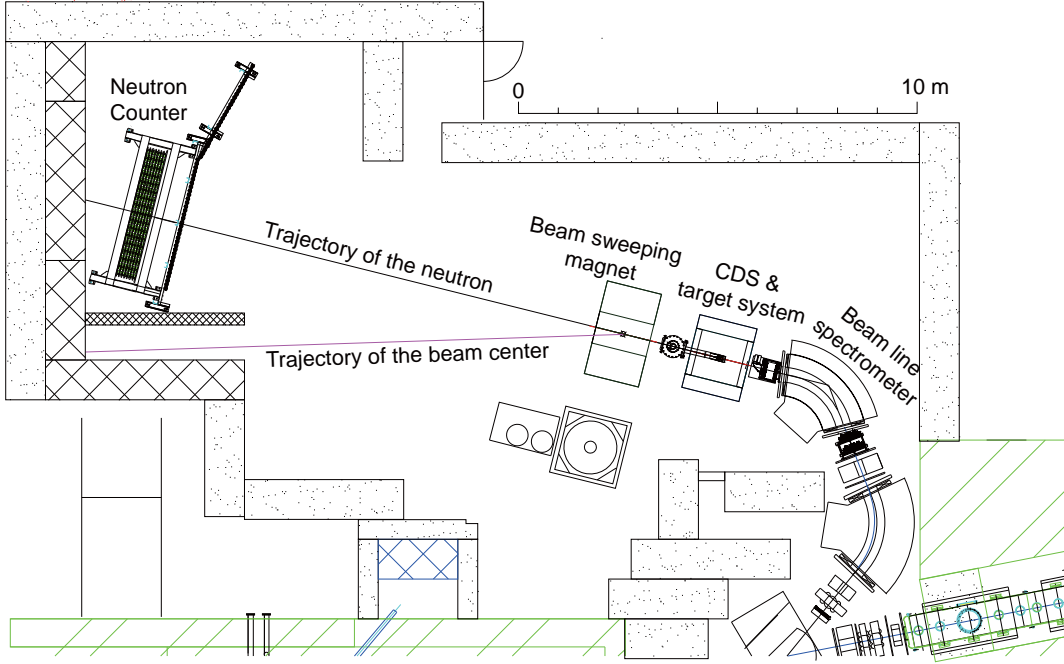 Neutron
Counter
0
10 m
Trajectory of the neutron
Beam sweeping
magnet
CDS &
target system
Beam line
spectrometer
Trajectory of the beam center